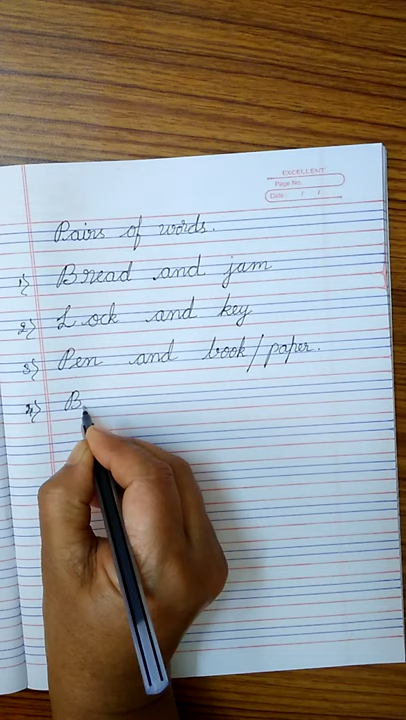 EXCELLENT
Page No.
Date / /
Pairs of words.
1) Bread and jam
2) Lock and key
3) Pen and book/paper.
4) B